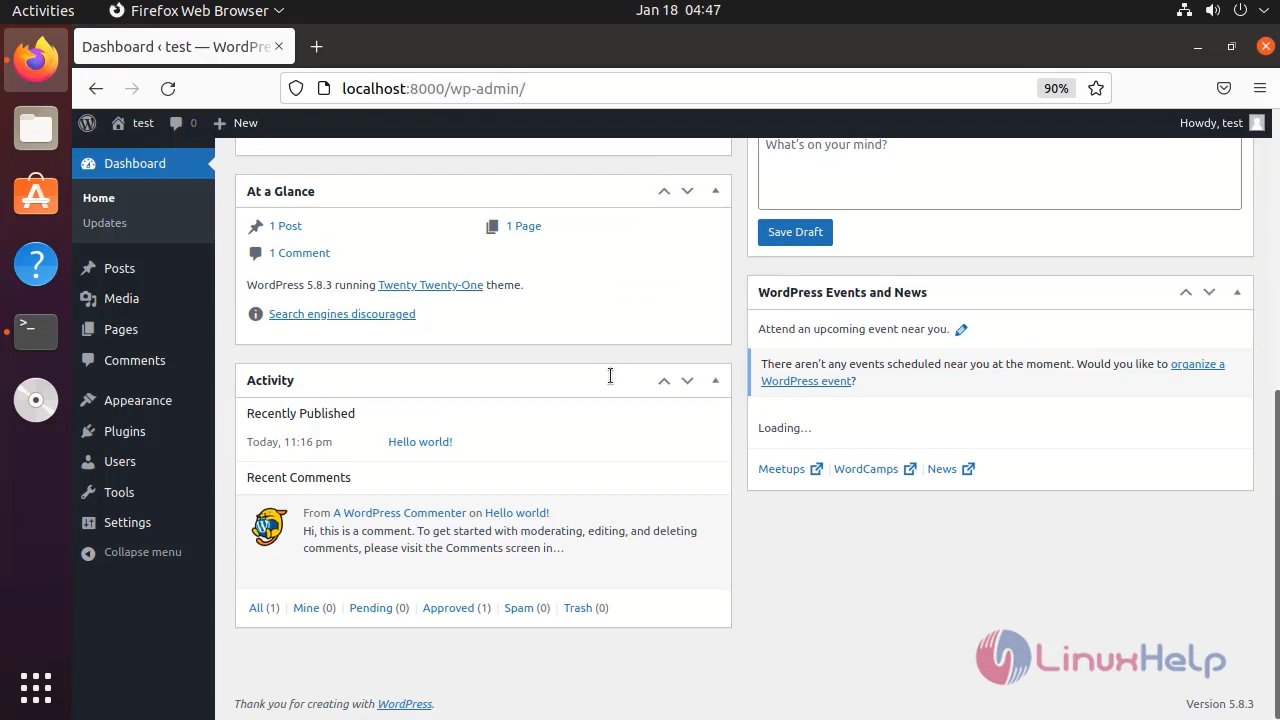 Activities
Firefox Web Browser
Jan 18 04:47
Dashboard ‹ test — WordPre
localhost:8000/wp-admin/
90%
test
0
New
Howdy, test
Dashboard
Home
Updates
Posts
Media
Pages
Comments
Appearance
Plugins
Users
Tools
Settings
Collapse menu
At a Glance
1 Post
1 Page
1 Comment
WordPress 5.8.3 running Twenty Twenty-One theme.
Search engines discouraged
Activity
Recently Published
Today, 11:16 pm
Hello world!
Recent Comments
From A WordPress Commenter on Hello world!
Hi, this is a comment. To get started with moderating, editing, and deleting
comments, please visit the Comments screen in…
All (1) | Mine (0) | Pending (0) | Approved (1) | Spam (0) | Trash (0)
What's on your mind?
Save Draft
WordPress Events and News
Attend an upcoming event near you.
There aren't any events scheduled near you at the moment. Would you like to organize a
WordPress event?
Loading…
Meetups | WordCamps | News
LinuxHelp
Thank you for creating with WordPress.
Version 5.8.3